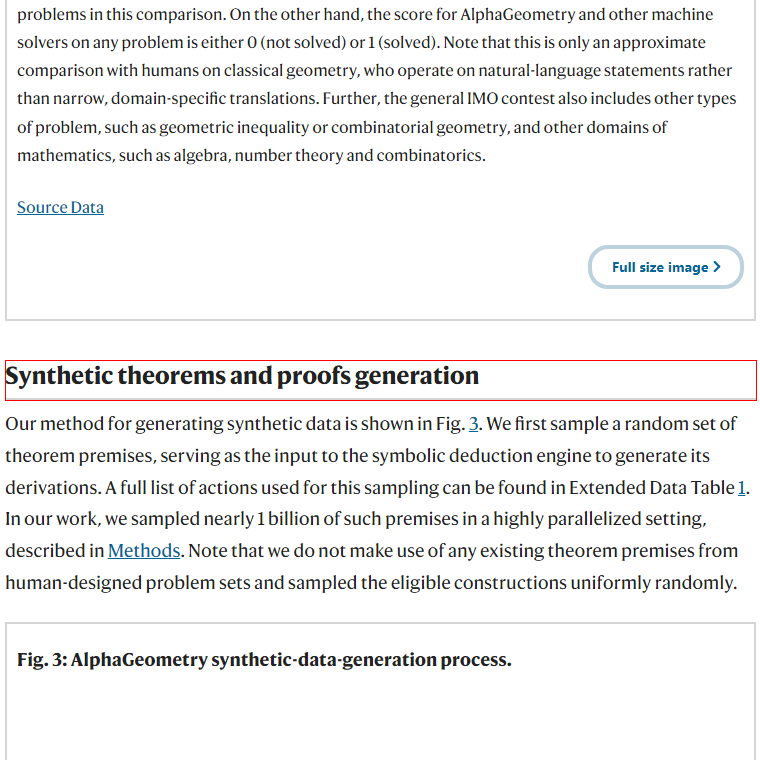 problems in this comparison. On the other hand, the score for AlphaGeometry and other machine
solvers on any problem is either 0 (not solved) or 1 (solved). Note that this is only an approximate
comparison with humans on classical geometry, who operate on natural-language statements rather
than narrow, domain-specific translations. Further, the general IMO contest also includes other types
of problem, such as geometric inequality or combinatorial geometry, and other domains of
mathematics, such as algebra, number theory and combinatorics.
Source Data
Full size image
Synthetic theorems and proofs generation
Our method for generating synthetic data is shown in Fig. 3. We first sample a random set of
theorem premises, serving as the input to the symbolic deduction engine to generate its
derivations. A full list of actions used for this sampling can be found in Extended Data Table 1.
In our work, we sampled nearly 1 billion of such premises in a highly parallelized setting,
described in Methods. Note that we do not make use of any existing theorem premises from
human-designed problem sets and sampled the eligible constructions uniformly randomly.
Fig. 3: AlphaGeometry synthetic-data-generation process.